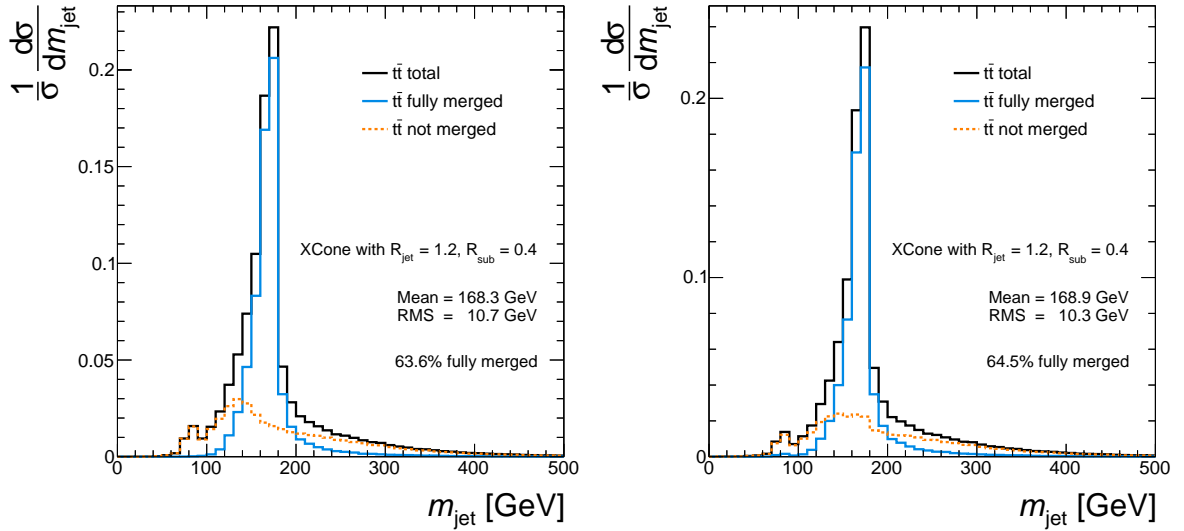 1/σ dσ/dm_jet
0.2
0.15
0.1
0.05
0
tt̄ total
tt̄ fully merged
tt̄ not merged
XCone with R_jet = 1.2, R_sub = 0.4
Mean = 168.3 GeV
RMS = 10.7 GeV
63.6% fully merged
0 100 200 300 400 500
m_jet [GeV]
1/σ dσ/dm_jet
0.2
0.1
0
tt̄ total
tt̄ fully merged
tt̄ not merged
XCone with R_jet = 1.2, R_sub = 0.4
Mean = 168.9 GeV
RMS = 10.3 GeV
64.5% fully merged
0 100 200 300 400 500
m_jet [GeV]